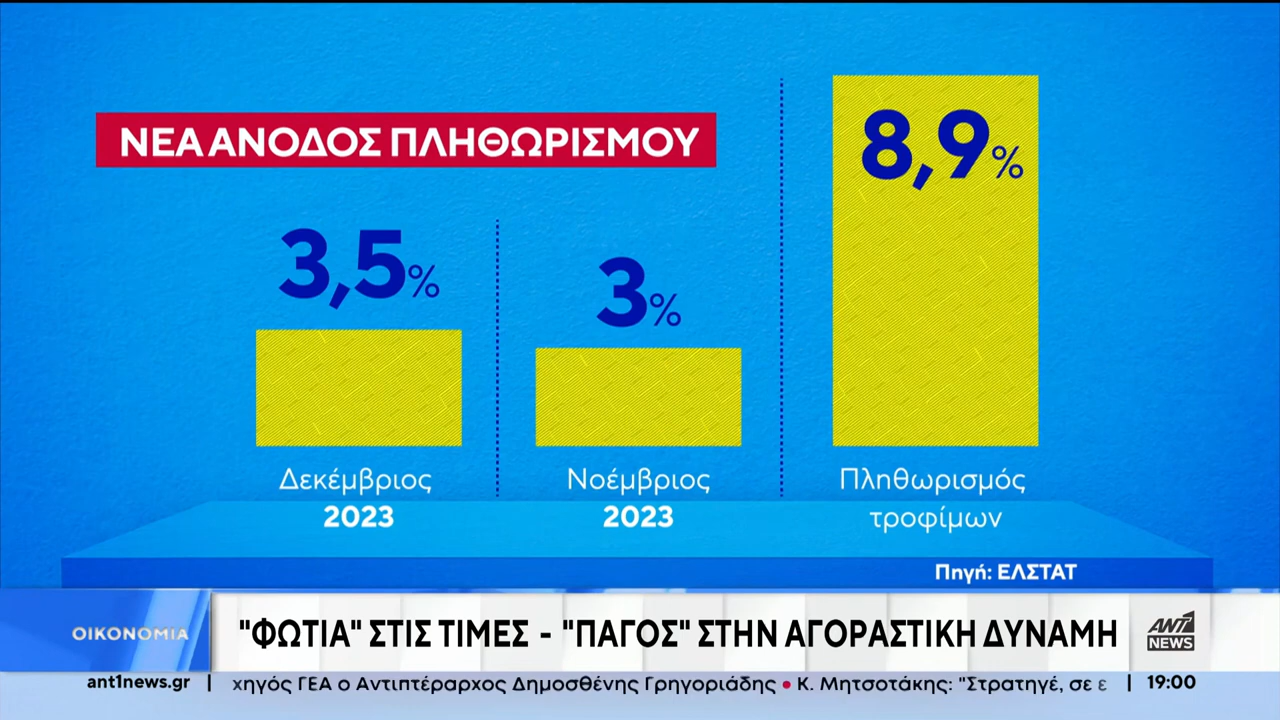 ΝΕΑ ΑΝΟΔΟΣ ΠΛΗΘΩΡΙΣΜΟΥ
3,5%
3%
8,9%
Δεκέμβριος
2023
Νοέμβριος
2023
Πληθωρισμός
τροφίμων
Πηγή: ΕΛΣΤΑΤ
ΟΙΚΟΝΟΜΙΑ
"ΦΩΤΙΑ" ΣΤΙΣ ΤΙΜΕΣ - "ΠΑΓΟΣ" ΣΤΗΝ ΑΓΟΡΑΣΤΙΚΗ ΔΥΝΑΜΗ
ANT1
NEWS
ant1news.gr | χηγός ΓΕΑ ο Αντιπτέραρχος Δημοσθένης Γρηγοριάδης • Κ. Μητσοτάκης: "Στρατηγέ, σε ε | 19:00